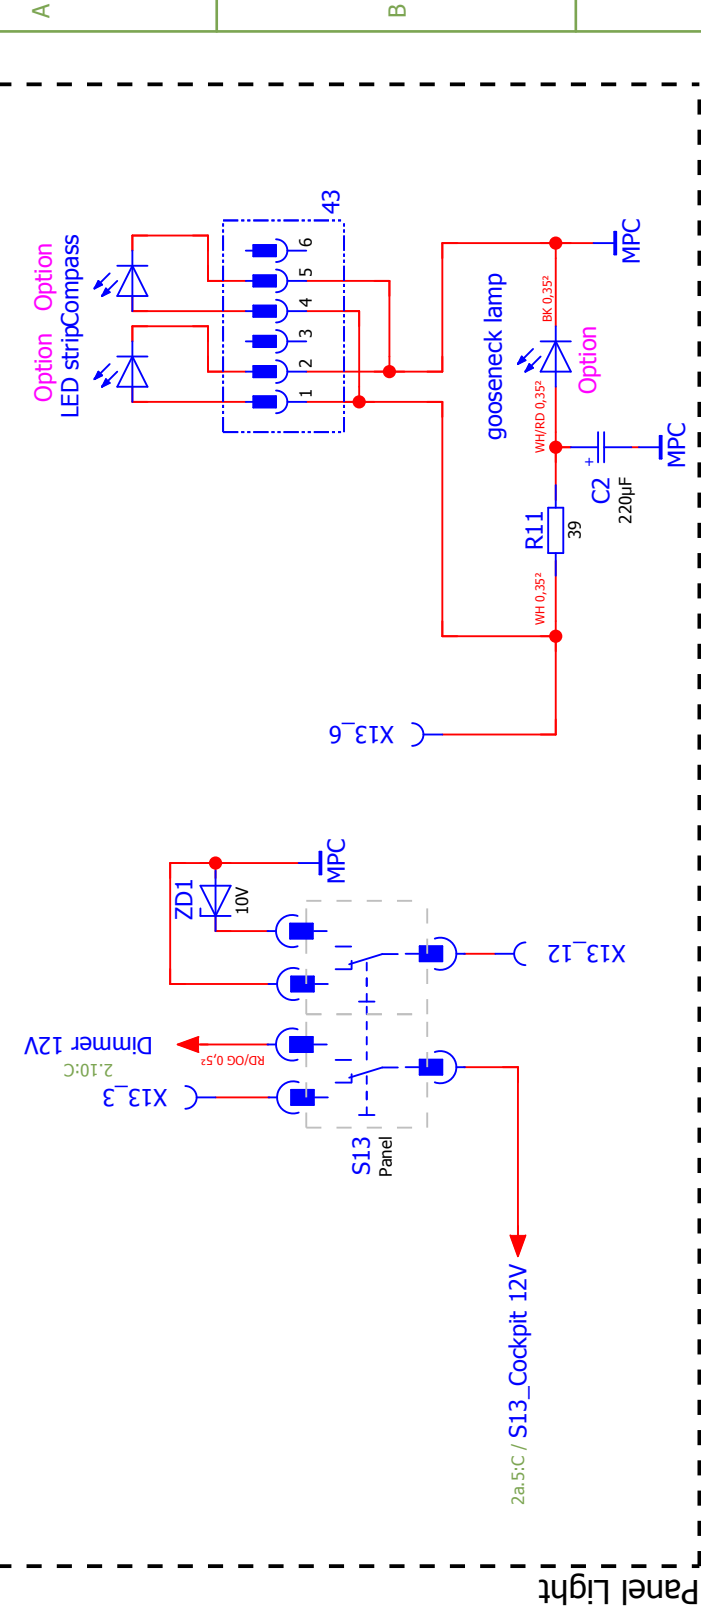 A
B
Option
Option
LED strip
Compass
43
6
5
4
3
2
1
gooseneck lamp
BK 0,35²
MPC
Option
WH/RD 0,35²
+
C2
220µF
MPC
R11
39
WH 0,35²
X13_6
ZD1
10V
MPC
X13_12
Dimmer 12V
2.10:C
RD/OG 0,5²
X13_3
S13
Panel
2a.5:C / S13_Cockpit 12V
Panel Light